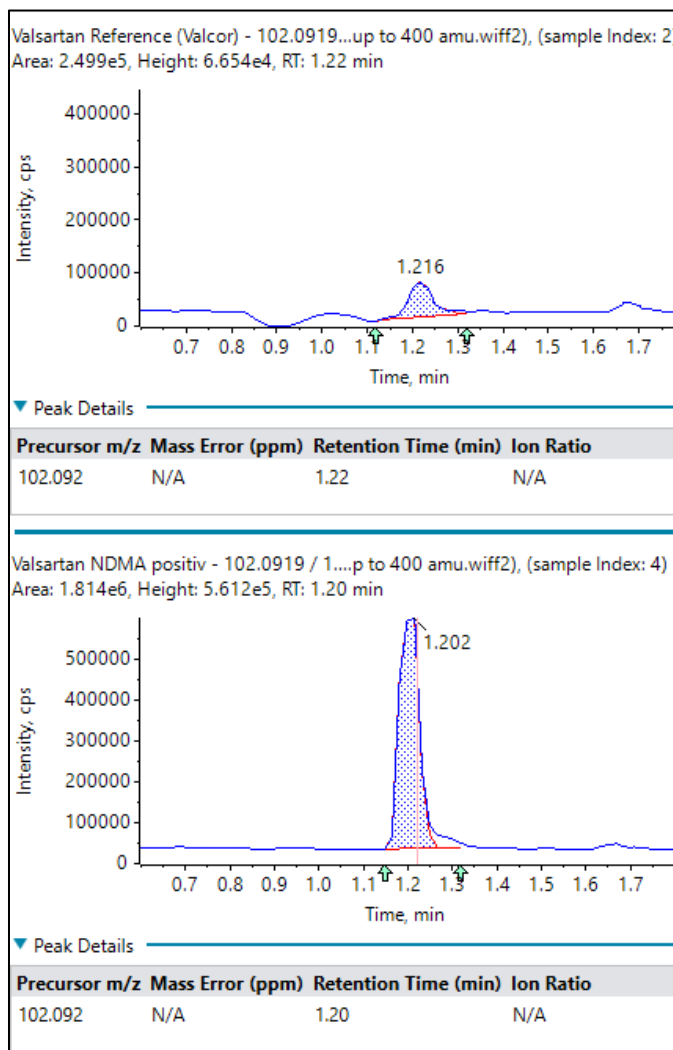 Valsartan Reference (Valcor) - 102.0919...up to 400 amu.wiff2), (sample Index: 2)
Area: 2.499e5, Height: 6.654e4, RT: 1.22 min
400000
300000
200000
100000
0
Intensity, cps
1.216
0.7 0.8 0.9 1.0 1.1 1.2 1.3 1.4 1.5 1.6 1.7
Time, min
Peak Details
Precursor m/z Mass Error (ppm) Retention Time (min) Ion Ratio
102.092 N/A 1.22 N/A
Valsartan NDMA positiv - 102.0919 / 1....p to 400 amu.wiff2), (sample Index: 4)
Area: 1.814e6, Height: 5.612e5, RT: 1.20 min
500000
400000
300000
200000
100000
0
Intensity, cps
1.202
0.7 0.8 0.9 1.0 1.1 1.2 1.3 1.4 1.5 1.6 1.7
Time, min
Peak Details
Precursor m/z Mass Error (ppm) Retention Time (min) Ion Ratio
102.092 N/A 1.20 N/A